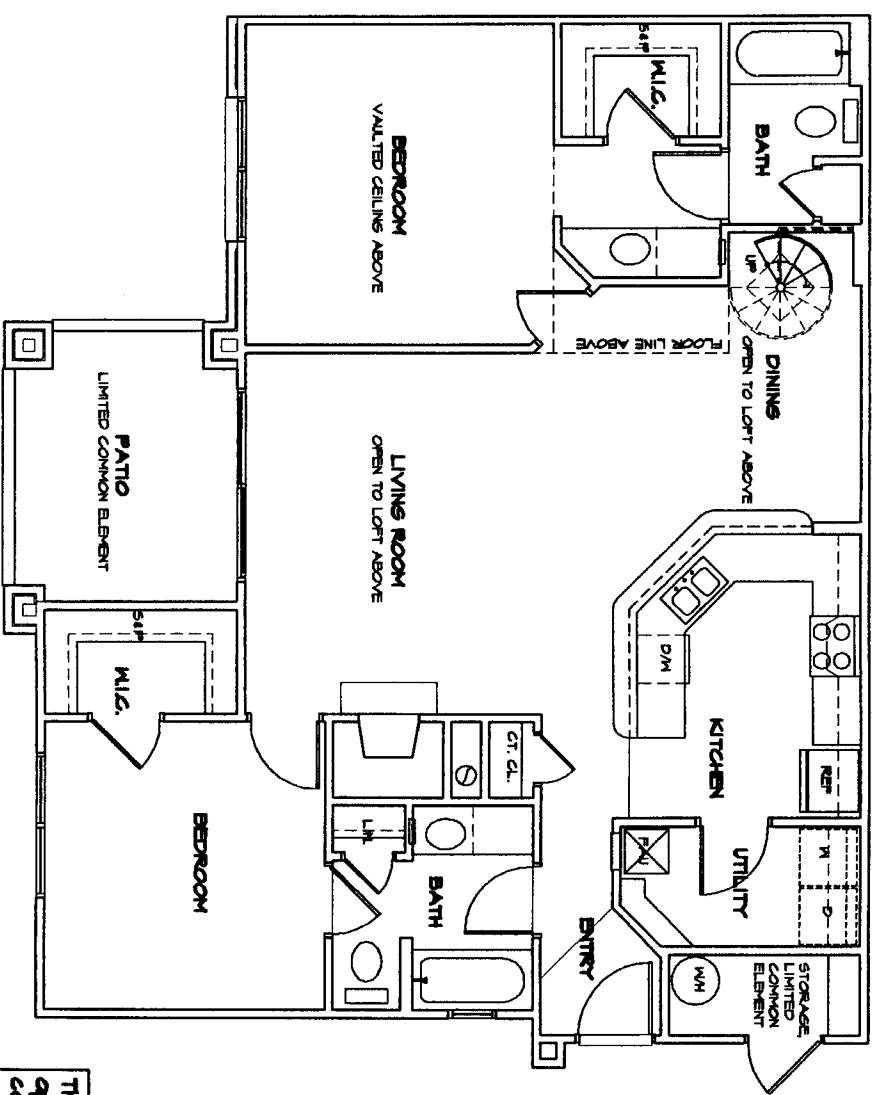 S&P
W.I.C.
BATH
BEDROOM
VAULTED CEILING ABOVE
UP
FLOOR LINE ABOVE
DINING
OPEN TO LOFT ABOVE
PATIO
LIMITED COMMON ELEMENT
LIVING ROOM
OPEN TO LOFT ABOVE
D/W
KITCHEN
REF
S&P
W.I.C.
CT. CL.
BEDROOM
LIN.
BATH
F/U
UTILITY
W
D
ENTRY
W/H
STORAGE,
LIMITED
COMMON
ELEMENT